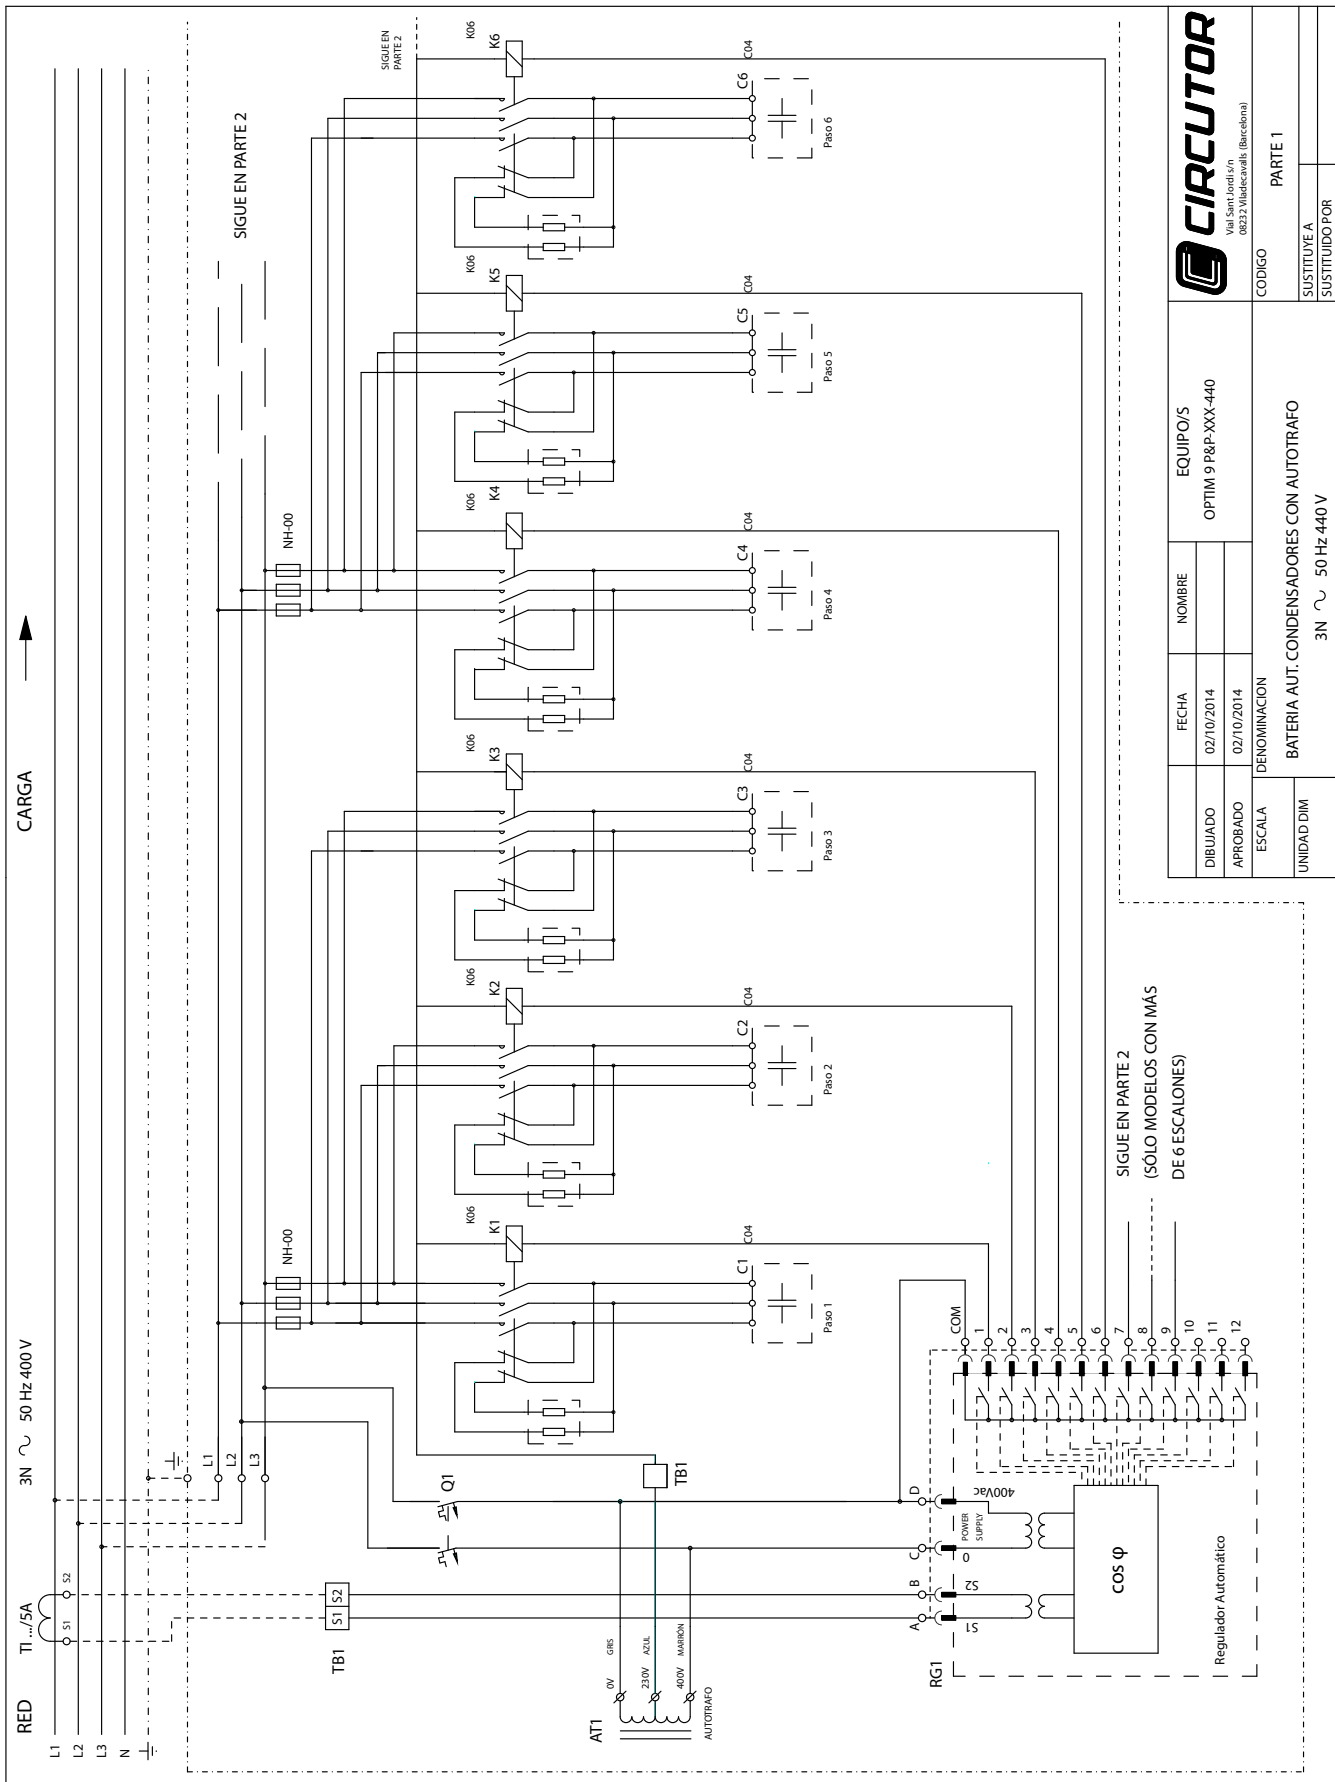 RED
TI .../5A
3N ~ 50 Hz 400 V
CARGA
L1
L2
L3
N
S1
S2
L1
L2
L3
SIGUE EN PARTE 2
NH-00
NH-00
SIGUE EN
PARTE 2
TB1
S1
S2
Q1
K06
K1
K06
K2
K06
K3
K06
K4
K06
K5
K06
K6
C1
C04
Paso 1
C2
C04
Paso 2
C3
C04
Paso 3
C4
C04
Paso 4
C5
C04
Paso 5
C6
C04
Paso 6
AT1
0V
GRIS
230V
AZUL
400V
MARRÓN
AUTOTRAFO
TB1
RG1
A
B
C
D
S1
S2
0
POWER
SUPPLY
400Vac
COM
1
2
3
4
5
6
7
8
9
10
11
12
cos φ
Regulador Automático
SIGUE EN PARTE 2
(SÓLO MODELOS CON MÁS
DE 6 ESCALONES)
FECHA
NOMBRE
DIBUJADO
02/10/2014
APROBADO
02/10/2014
EQUIPO/S
OPTIM 9 P&P-XXX-440
CIRCUTOR
Vial Sant Jordi s/n
08232 Viladecavalls (Barcelona)
ESCALA
UNIDAD DIM
DENOMINACION
BATERIA AUT. CONDENSADORES CON AUTOTRAFO
3N ~ 50 Hz 440 V
CODIGO
PARTE 1
SUSTITUYE A
SUSTITUIDO POR